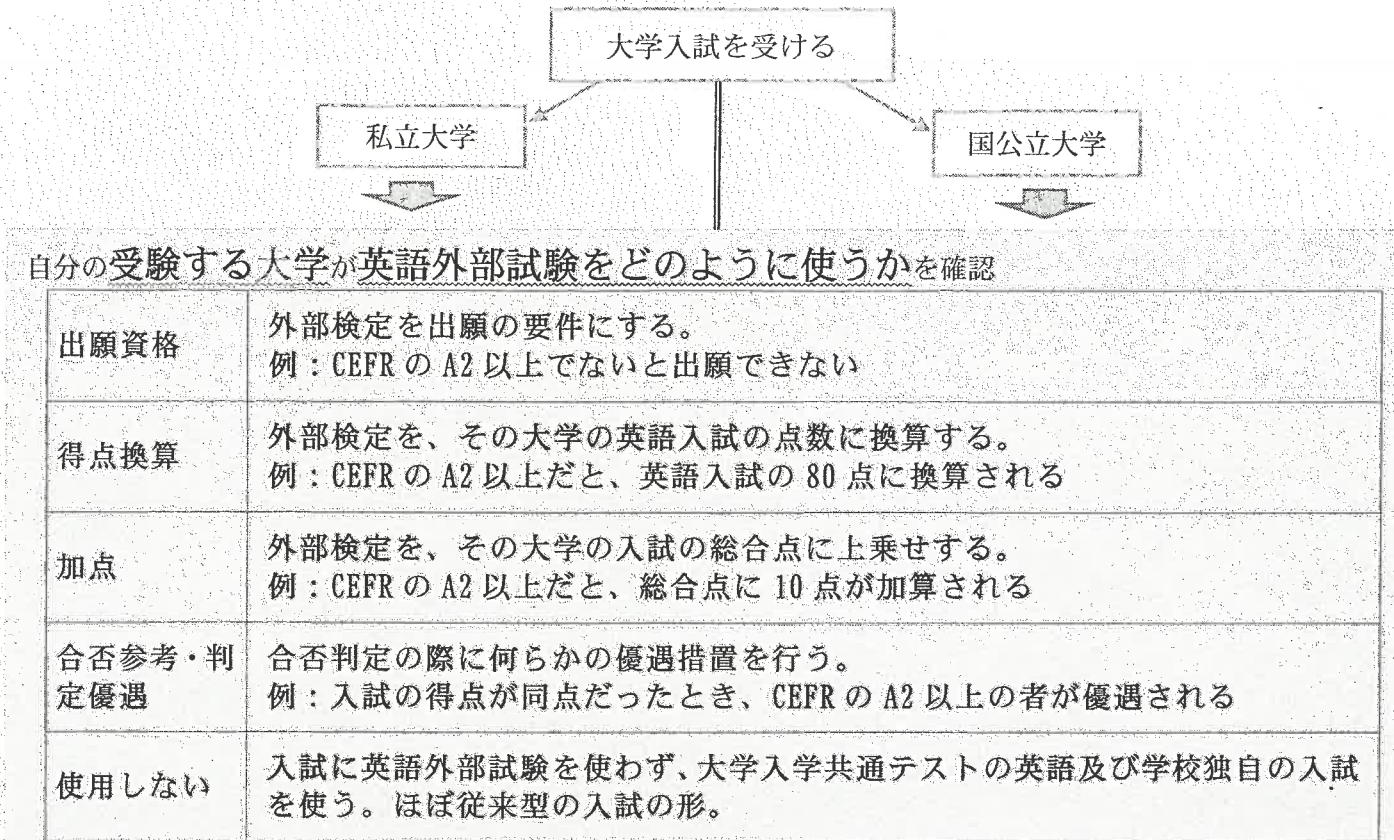 大学入試を受ける
私立大学
国公立大学
自分の受験する大学が英語外部試験をどのように使うかを確認
出願資格
外部検定を出願の要件にする。
例：CEFR の A2 以上でないと出願できない
得点換算
外部検定を、その大学の英語入試の点数に換算する。
例：CEFR の A2 以上だと、英語入試の 80 点に換算される
加点
外部検定を、その大学の入試の総合点に上乗せする。
例：CEFR の A2 以上だと、総合点に 10 点が加算される
合否参考・判
定優遇
合否判定の際に何らかの優遇措置を行う。
例：入試の得点が同点だったとき、CEFR の A2 以上の者が優遇される
使用しない
入試に英語外部試験を使わず、大学入学共通テストの英語及び学校独自の入試
を使う。ほぼ従来型の入試の形。